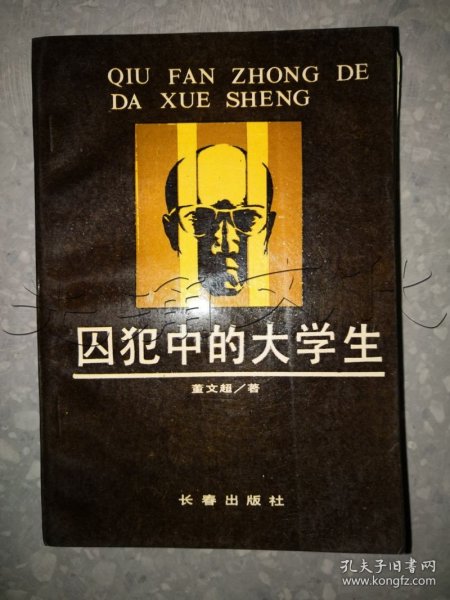 QIU FAN ZHONG DE
DA XUE SHENG
囚犯中的大学生
董文超/著
长春出版社
孔夫子旧书网
www.kongfz.com